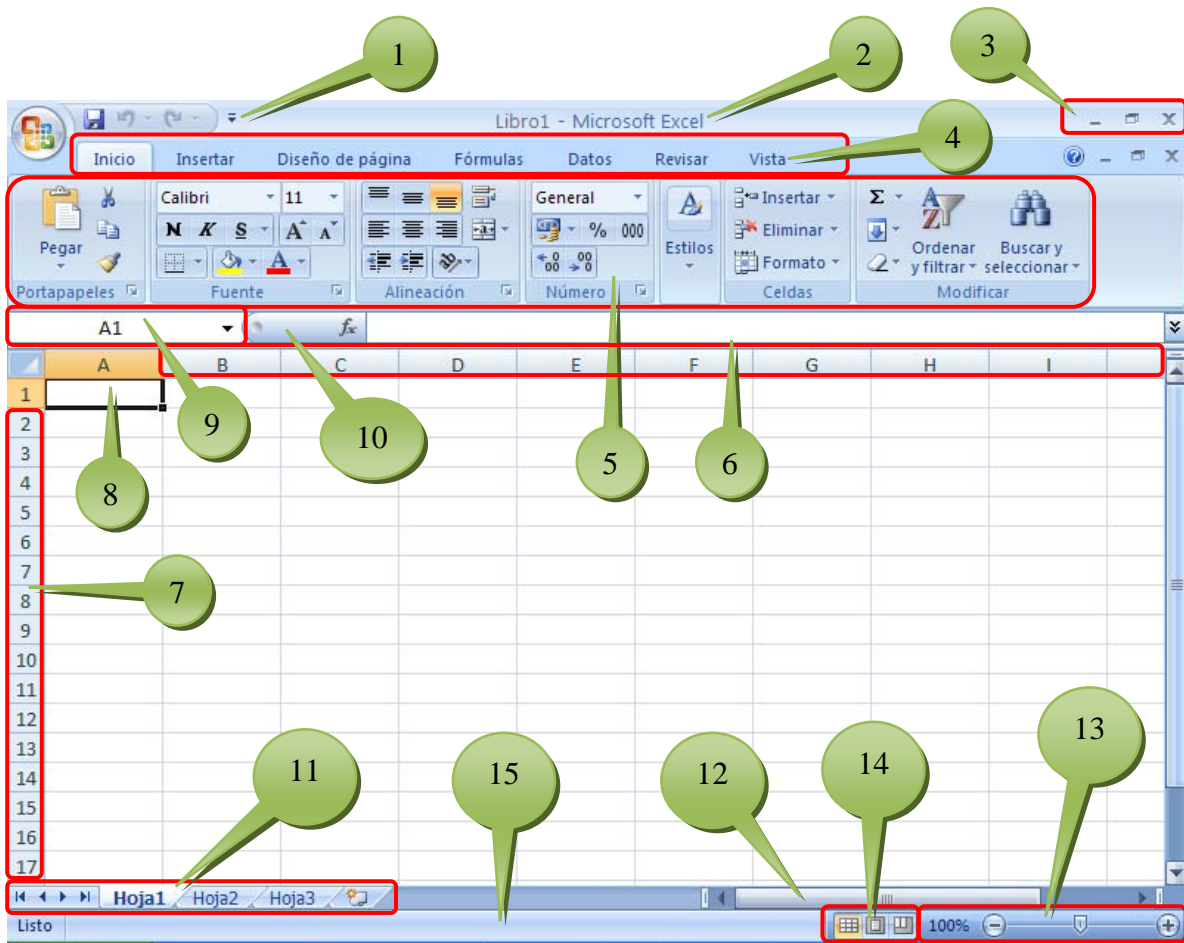 1
2
3
Libro1 - Microsoft Excel
4
Inicio Insertar Diseño de página Fórmulas Datos Revisar Vista
Calibri 11 General Insertar Σ
N K S A A % 000 Eliminar
Pegar Estilos Formato Ordenar y filtrar Buscar y seleccionar
A
Portapapeles Fuente Alineación Número Celdas Modificar
A1 fx
A B C D E F G H I
1
2
3
4
5
6
7
8
9
10
11
12
13
14
15
16
17
9
10
5
6
8
7
11
15
12
14
13
Hoja1 Hoja2 Hoja3
Listo 100%